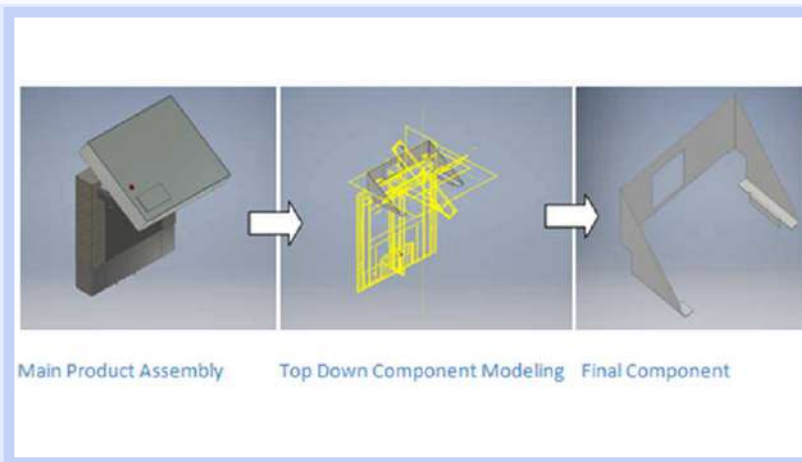 Main Product Assembly
Top Down Component Modeling
Final Component